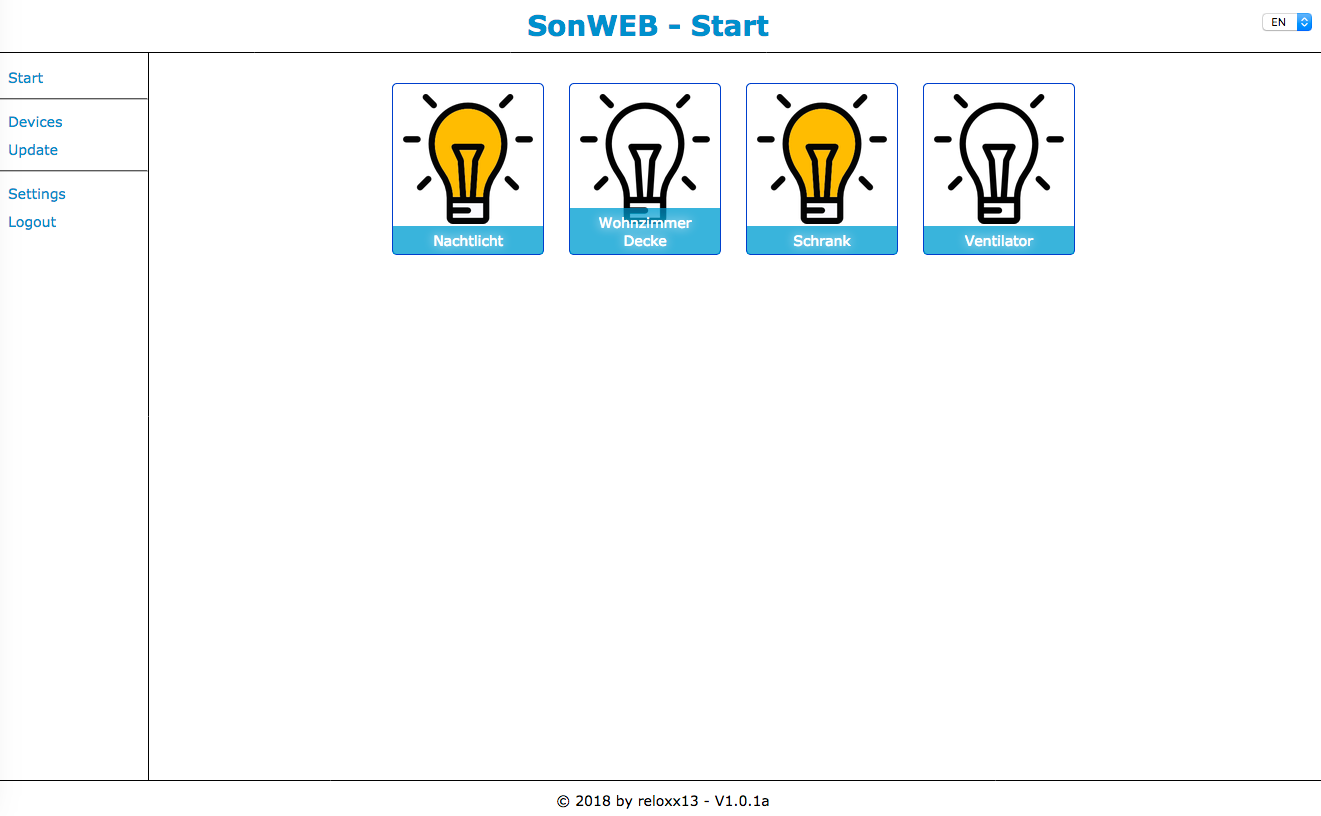 SonWEB - Start
EN
Start
Devices
Update
Settings
Logout
Nachtlicht
Wohnzimmer
Decke
Schrank
Ventilator
© 2018 by reloxx13 - V1.0.1a